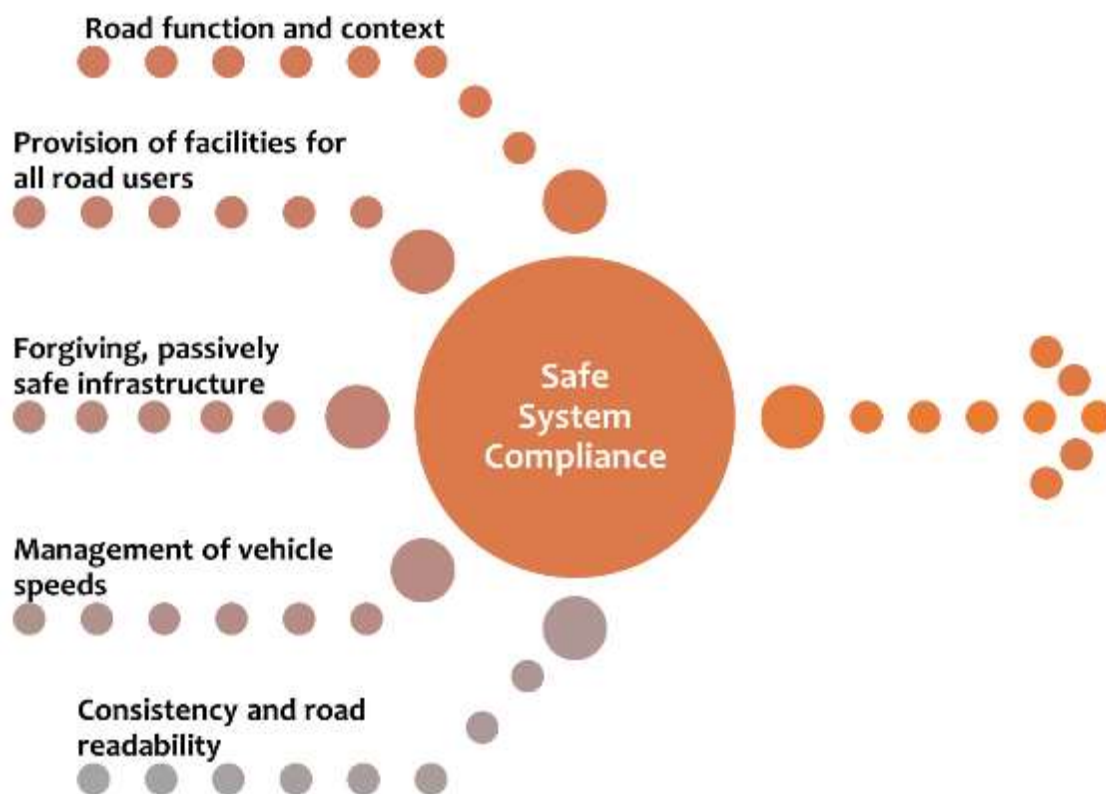 Road function and context
Provision of facilities for
all road users
Forgiving, passively
safe infrastructure
Safe
System
Compliance
Management of vehicle
speeds
Consistency and road
readability